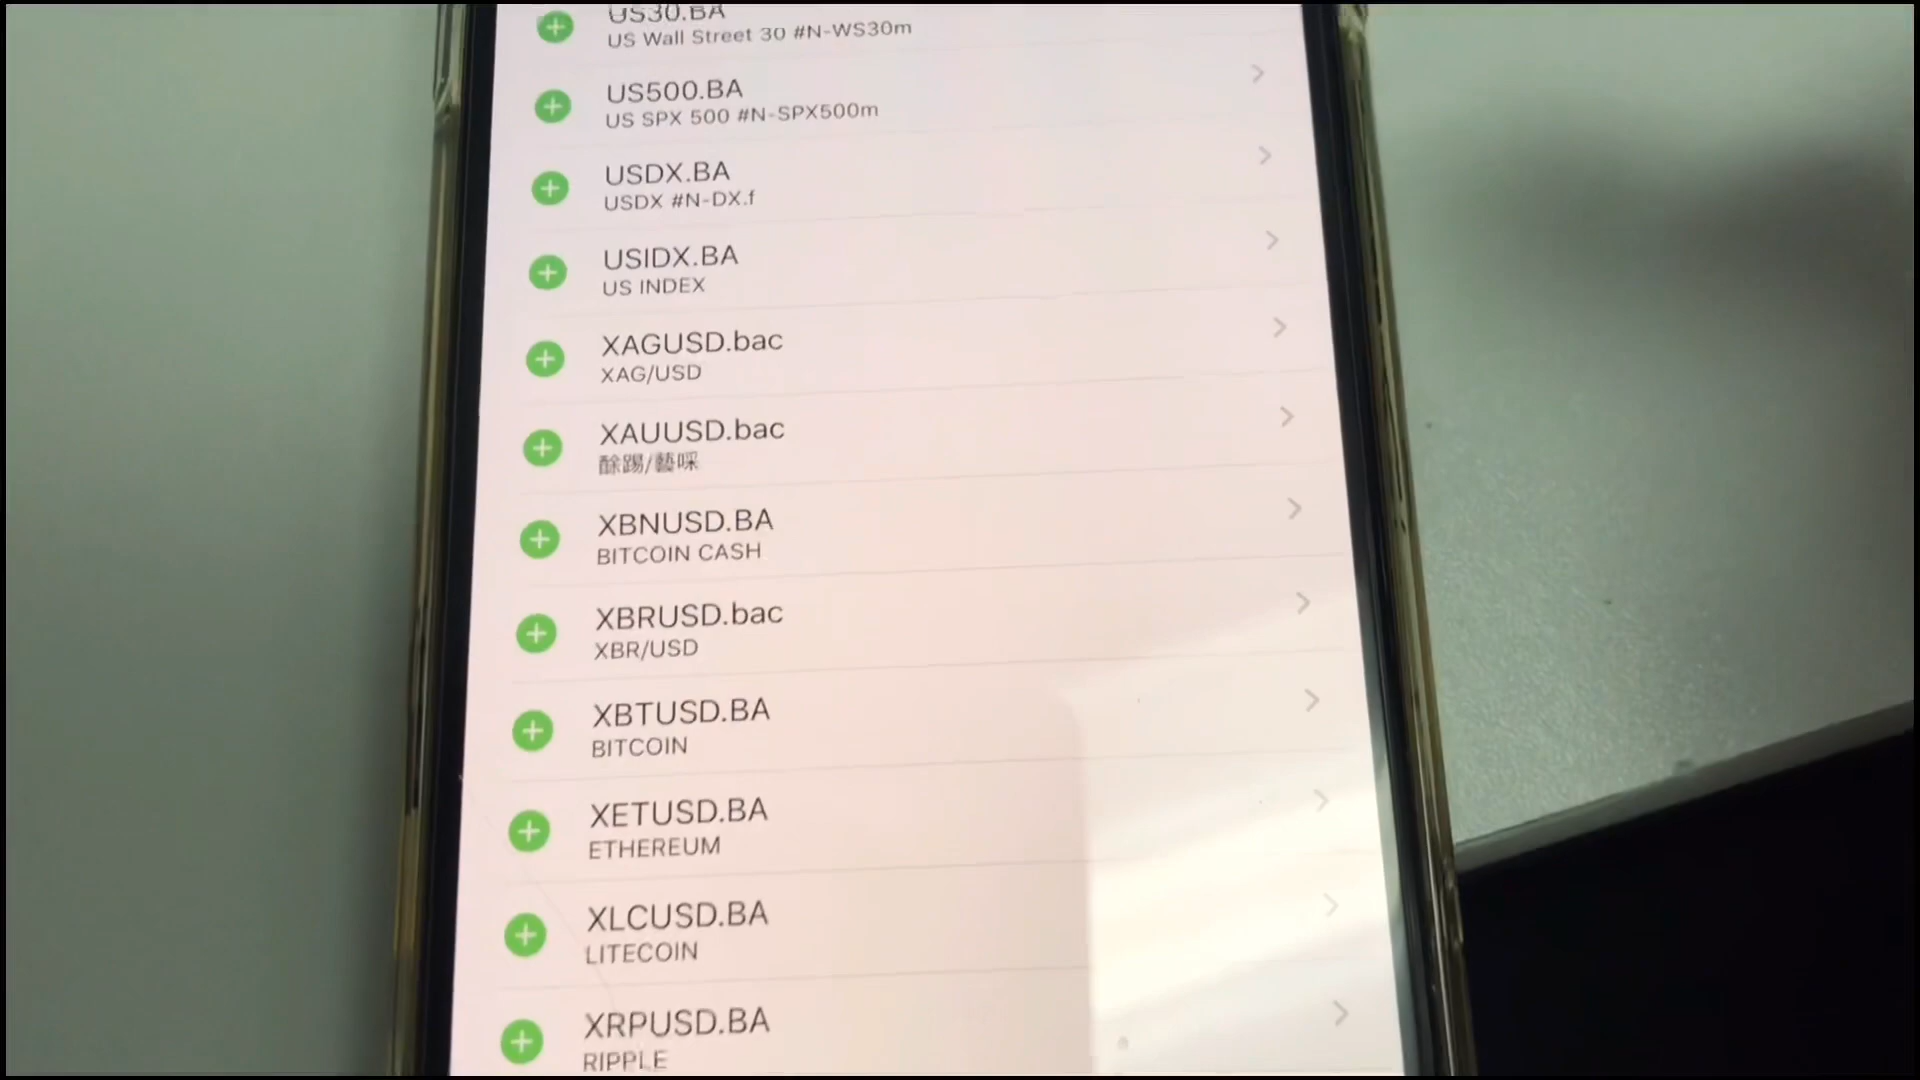 US30.BA
US Wall Street 30 #N-WS30m
US500.BA
US SPX 500 #N-SPX500m
USDX.BA
USDX #N-DX.f
USIDX.BA
US INDEX
XAGUSD.bac
XAG/USD
XAUUSD.bac
XBNUSD.BA
BITCOIN CASH
XBRUSD.bac
XBR/USD
XBTUSD.BA
BITCOIN
XETUSD.BA
ETHEREUM
XLCUSD.BA
LITECOIN
XRPUSD.BA
RIPPLE